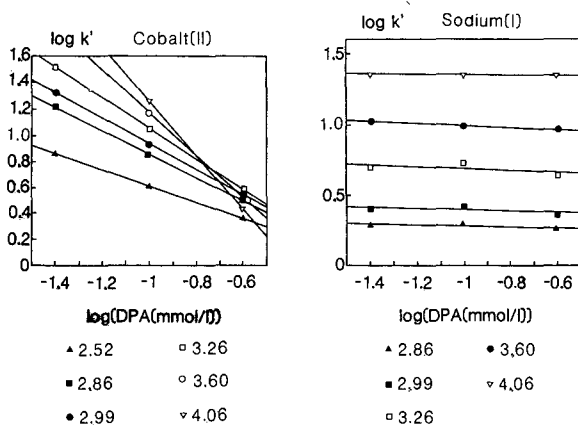 log k' Cobalt(II)
1.6
1.4
1.2
1.0
0.8
0.6
0.4
0.2
0
-1.4 -1.2 -1 -0.8 -0.6
log(DPA(mmol/l))
▲ 2.52 □ 3.26
■ 2.86 ○ 3.60
● 2.99 ▽ 4.06
log k' Sodium(I)
1.5
1.0
0.5
0
-1.4 -1.2 -1.0 -0.8 -0.6
log(DPA(mmol/l))
▲ 2.86 ● 3.60
■ 2.99 ▽ 4.06
□ 3.26